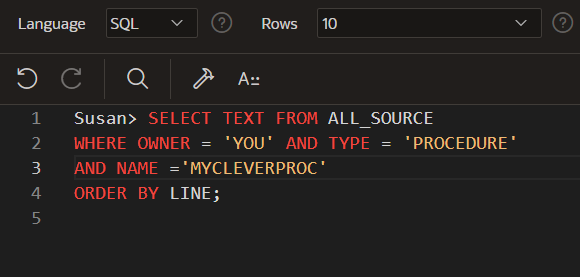 Language SQL Rows 10
A::
1 Susan> SELECT TEXT FROM ALL_SOURCE
2 WHERE OWNER = 'YOU' AND TYPE = 'PROCEDURE'
3 AND NAME ='MYCLEVERPROC'
4 ORDER BY LINE;
5